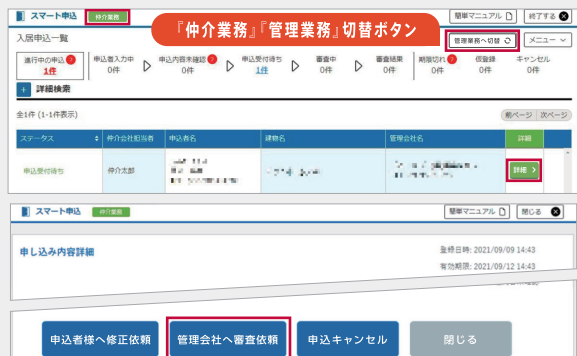 スマート申込 仲介業務 『仲介業務』『管理業務』切替ボタン 簡単マニュアル 終了する
入居申込一覧 管理業務へ切替 メニュー
進行中の申込 ? 申込者入力中 申込内容未確認 ? 申込受付待ち 審査中 審査結果 期限切れ ? 仮登録 キャンセル
1件 0件 0件 1件 0件 0件 0件 0件 0件
+ 詳細検索
全1件 (1-1件表示) 前ページ 次ページ
ステータス 仲介会社担当者 申込者名 建物名 管理会社名 詳細
申込受付待ち 仲介太郎 詳細
スマート申込 仲介業務 簡単マニュアル 閉じる
申し込み内容詳細 登録日時: 2021/09/09 14:43
有効期限: 2021/09/12 14:43
申込者様へ修正依頼 管理会社へ審査依頼 申込キャンセル 閉じる